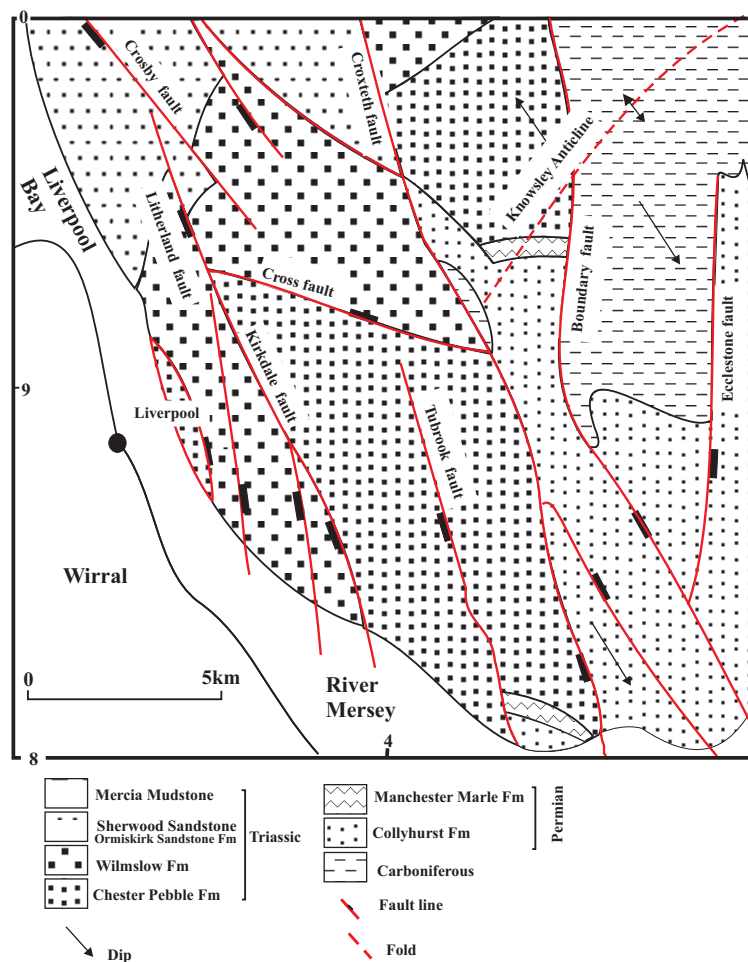 0
Crosby fault
Croxteth fault
Knowsley Anticline
Liverpool
Bay
Litherland fault
Cross fault
Boundary fault
Ecclestone fault
Kirkdale fault
9
Liverpool
Tubrook fault
Wirral
0
5km
River
Mersey
8
4
Mercia Mudstone
Sherwood Sandstone
Ormiskirk Sandstone Fm
Triassic
Wilmslow Fm
Chester Pebble Fm
Dip
Manchester Marle Fm
Permian
Collyhurst Fm
Carboniferous
Fault line
Fold